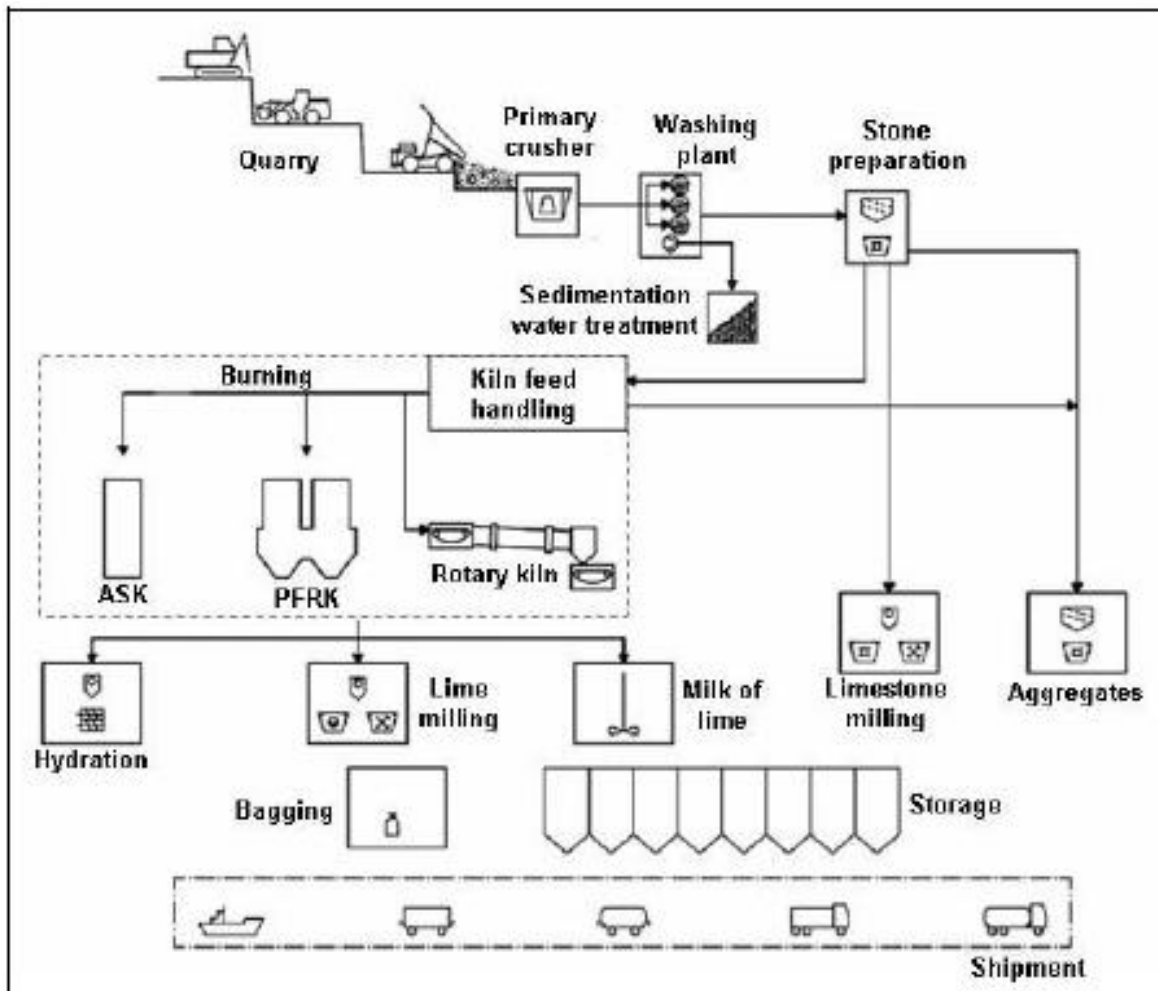 Quarry
Primary
crusher
Washing
plant
Stone
preparation
Sedimentation
water treatment
Burning
Kiln feed
handling
ASK
PFRK
Rotary kiln
Hydration
Lime
milling
Milk of
lime
Limestone
milling
Aggregates
Bagging
Storage
Shipment